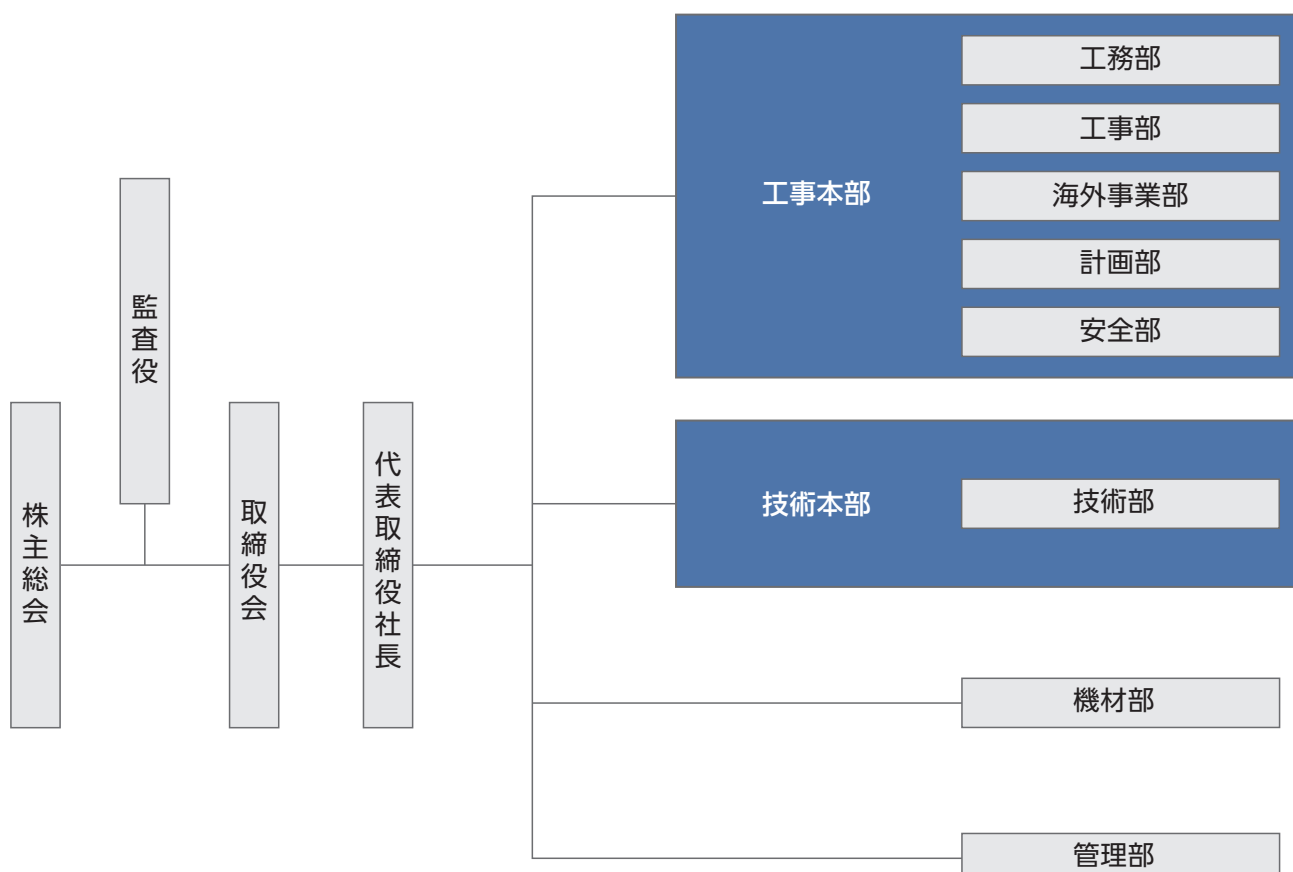 株主総会
監査役
取締役会
代表取締役社長
工事本部
工務部
工事部
海外事業部
計画部
安全部
技術本部
技術部
機材部
管理部